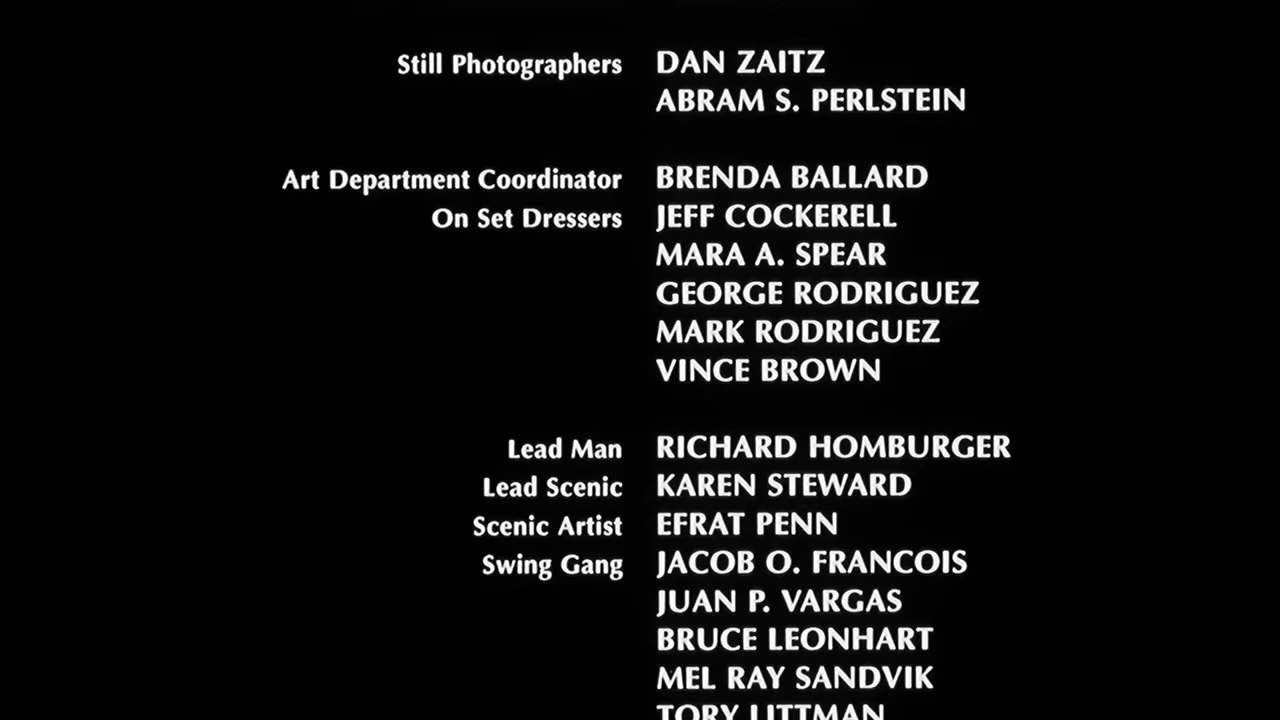 Still Photographers DAN ZAITZ
ABRAM S. PERLSTEIN
Art Department Coordinator BRENDA BALLARD
On Set Dressers JEFF COCKERELL
MARA A. SPEAR
GEORGE RODRIGUEZ
MARK RODRIGUEZ
VINCE BROWN
Lead Man RICHARD HOMBURGER
Lead Scenic KAREN STEWARD
Scenic Artist EFRAT PENN
Swing Gang JACOB O. FRANCOIS
JUAN P. VARGAS
BRUCE LEONHART
MEL RAY SANDVIK
TORY LITTMAN